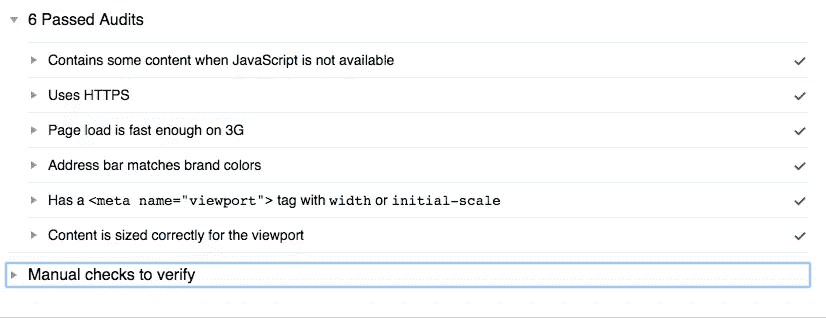 6 Passed Audits
Contains some content when JavaScript is not available
Uses HTTPS
Page load is fast enough on 3G
Address bar matches brand colors
Has a <meta name="viewport"> tag with width or initial-scale
Content is sized correctly for the viewport
Manual checks to verify